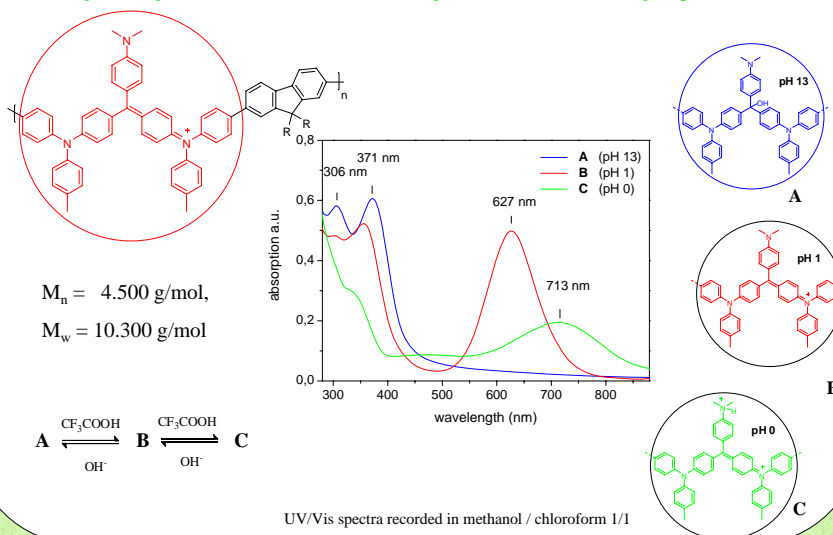 N
n
+
N
N
R
R
0,8
0,6
0,4
0,2
0,0
absorption a.u.
371 nm
306 nm
A (pH 13)
B (pH 1)
C (pH 0)
627 nm
713 nm
300 400 500 600 700 800
wavelength (nm)
Mn = 4.500 g/mol,
Mw = 10.300 g/mol
CF3COOH CF3COOH
A B C
OH- OH-
UV/Vis spectra recorded in methanol / chloroform 1/1
N
pH 13
OH
N
N
A
N
pH 1
+
N
N
+
N
H
pH 0
+
N
N
C